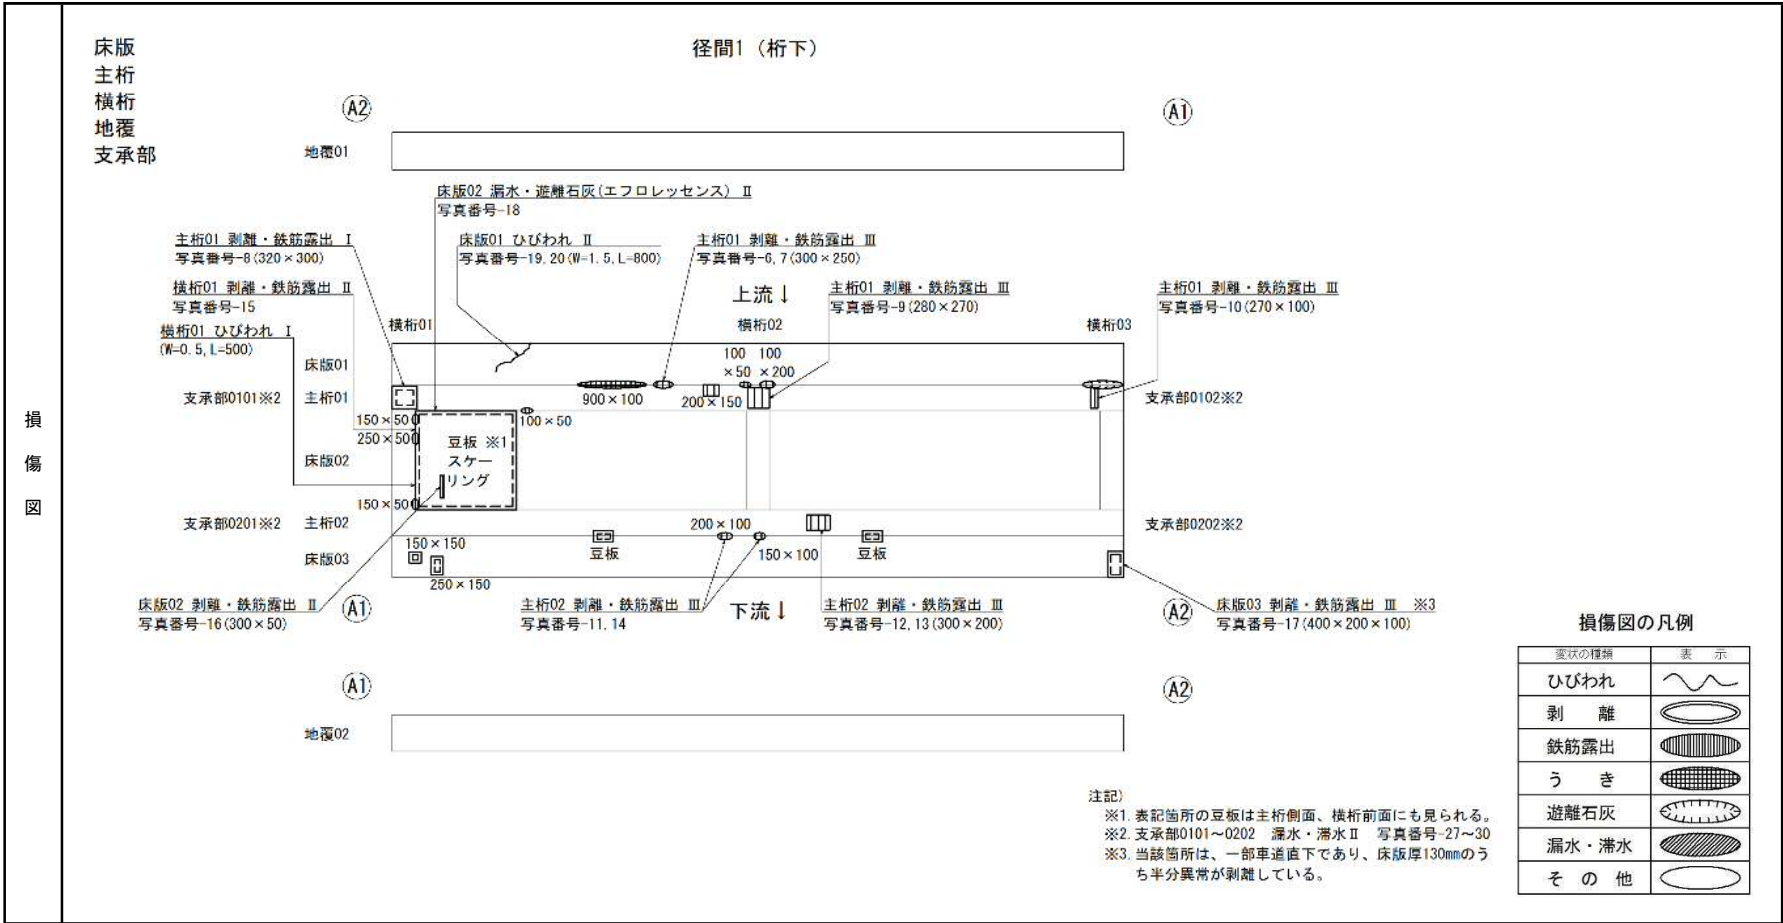 損
傷
図
床版
主桁
横桁
地覆
支承部
径間1（桁下）
A2
A1
地覆01
床版02 漏水・遊離石灰(エフロレッセンス) Ⅱ
写真番号-18
主桁01 剥離・鉄筋露出 Ⅰ
写真番号-8(320×300)
床版01 ひびわれ Ⅱ
写真番号-19,20(W=1.5,L=800)
主桁01 剥離・鉄筋露出 Ⅲ
写真番号-6,7(300×250)
横桁01 剥離・鉄筋露出 Ⅱ
写真番号-15
上流↓
主桁01 剥離・鉄筋露出 Ⅲ
写真番号-9(280×270)
主桁01 剥離・鉄筋露出 Ⅲ
写真番号-10(270×100)
横桁01 ひびわれ Ⅰ
(W=0.5,L=500)
横桁01
横桁02
横桁03
床版01
100 100
×50 ×200
支承部0101※2
主桁01
900×100
200×150
支承部0102※2
150×50
100×50
250×50
豆板 ※1
スケー
リング
床版02
150×50
支承部0201※2
主桁02
200×100
支承部0202※2
150×150
豆板
150×100
豆板
床版03
250×150
床版02 剥離・鉄筋露出 Ⅱ
写真番号-16(300×50)
A1
主桁02 剥離・鉄筋露出 Ⅲ
写真番号-11,14
下流↓
主桁02 剥離・鉄筋露出 Ⅲ
写真番号-12,13(300×200)
A2
床版03 剥離・鉄筋露出 Ⅲ ※3
写真番号-17(400×200×100)
A1
A2
地覆02
注記)
※1. 表記箇所の豆板は主桁側面、横桁前面にも見られる。
※2. 支承部0101～0202 漏水・滞水Ⅱ 写真番号-27～30
※3. 当該箇所は、一部車道直下であり、床版厚130mmのう
ち半分異常が剥離している。
損傷図の凡例
変状の種類 表 示
ひびわれ
剥 離
鉄筋露出
う き
遊離石灰
漏水・滞水
そ の 他